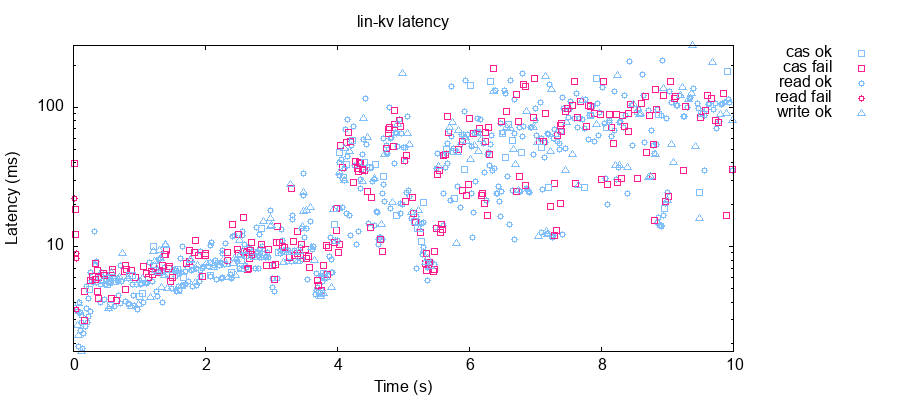 lin-kv latency
cas ok
cas fail
read ok
read fail
write ok
100
10
Latency (ms)
0 2 4 6 8 10
Time (s)